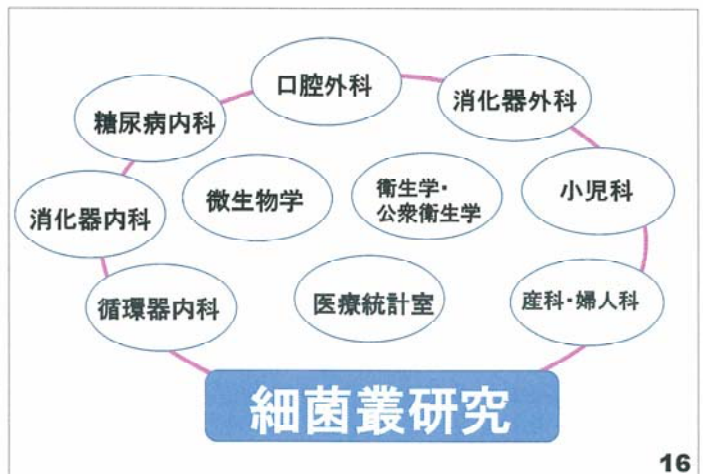 口腔外科
消化器外科
糖尿病内科
微生物学
衛生学・
公衆衛生学
小児科
消化器内科
循環器内科
医療統計室
産科・婦人科
細菌叢研究
16